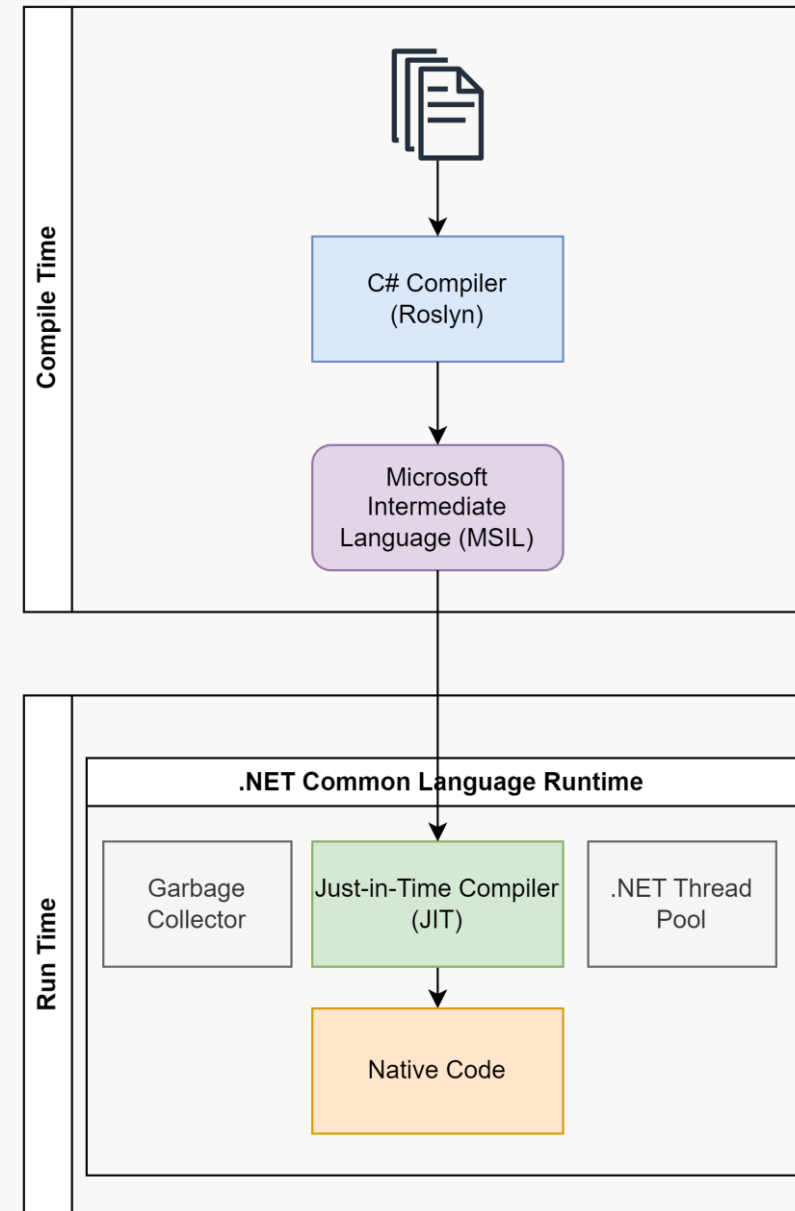 Compile Time
C# Compiler
(Roslyn)
Microsoft
Intermediate
Language (MSIL)
Run Time
.NET Common Language Runtime
Garbage
Collector
Just-in-Time Compiler
(JIT)
.NET Thread
Pool
Native Code